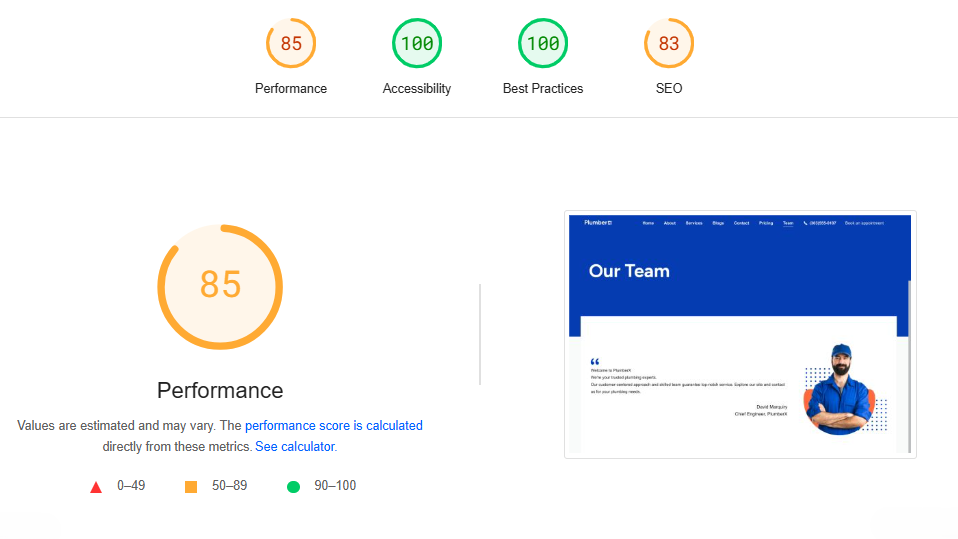 85
100
100
83
Performance
Accessibility
Best Practices
SEO
85
Performance
Values are estimated and may vary. The performance score is calculated
directly from these metrics. See calculator.
0–49
50–89
90–100
Plumber
Home About Services Blogs Contact Pricing Team Book an appointment
Our Team
Welcome to PlumberX
We're your trusted plumbing experts.
Our customer-centered approach and skilled team guarantee top-notch service. Explore our site and contact
us for your plumbing needs.
David Marquiry
Chief Engineer, PlumberX